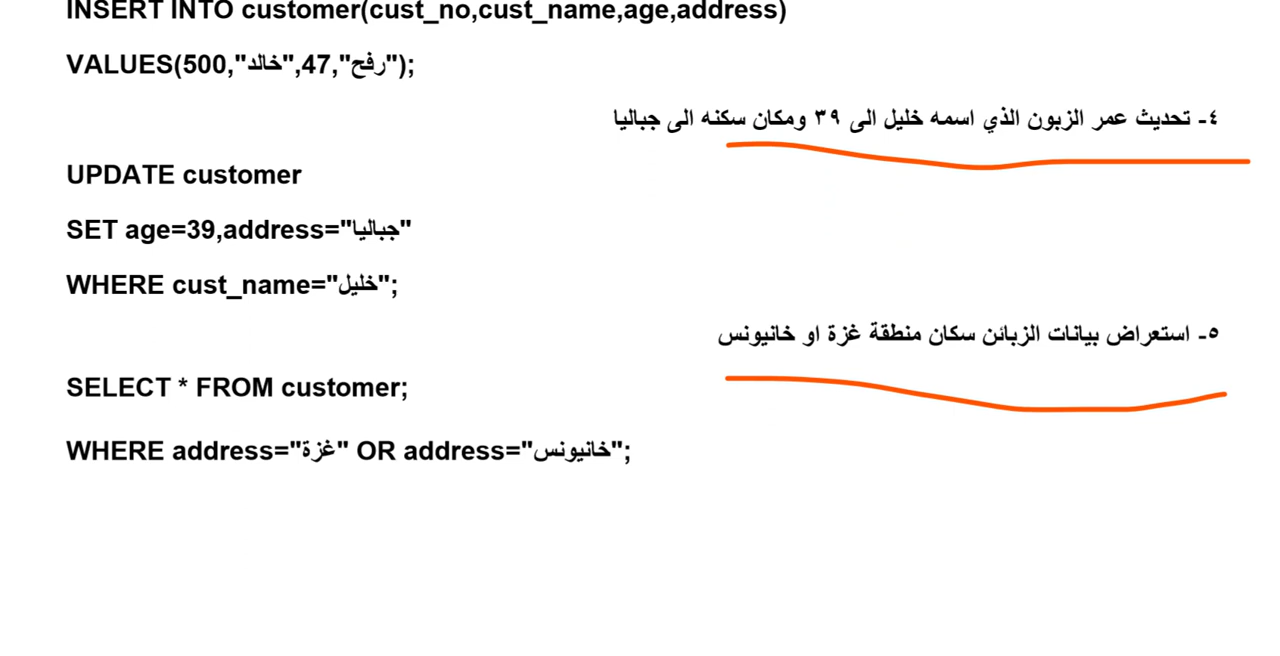 INSERT INTO customer(cust_no,cust_name,age,address)
VALUES(500,"خالد",47,"رفح");
٤- تحديث عمر الزبون الذي اسمه خليل الى ٣٩ ومكان سكنه الى جباليا
UPDATE customer
SET age=39,address="جباليا"
WHERE cust_name="خليل";
٥- استعراض بيانات الزبائن سكان منطقة غزة او خانيونس
SELECT * FROM customer;
WHERE address="غزة" OR address="خانيونس";